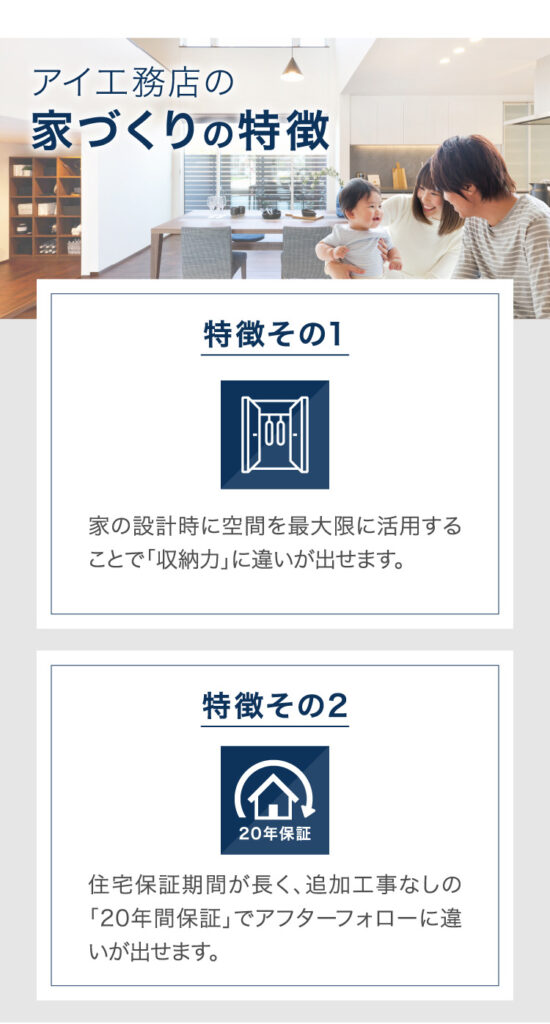 アイ工務店の
家づくりの特徴
特徴その1
家の設計時に空間を最大限に活用する
ことで「収納力」に違いが出せます。
特徴その2
20年保証
住宅保証期間が長く、追加工事なしの
「20年間保証」でアフターフォローに違
いが出せます。